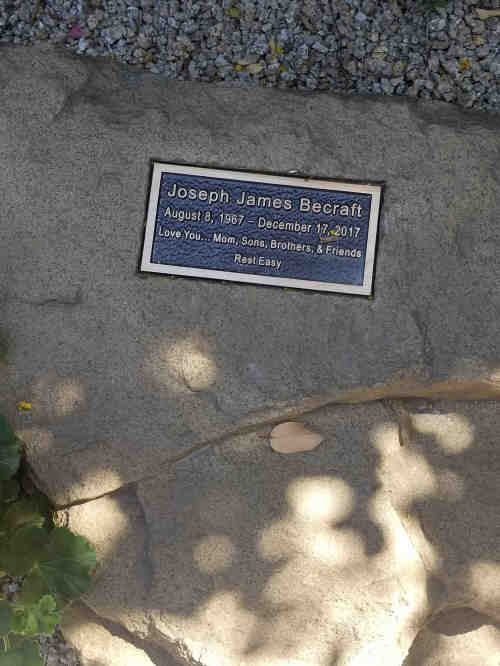 Joseph James Becraft
August 8, 1967 – December 17, 2017
Love You... Mom, Sons, Brothers, & Friends
Rest Easy